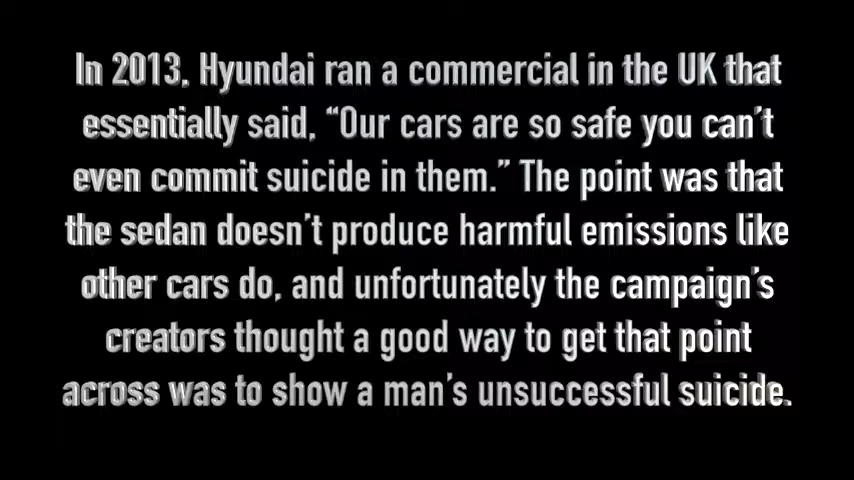 In 2013, Hyundai ran a commercial in the UK that
essentially said, “Our cars are so safe you can’t
even commit suicide in them.” The point was that
the sedan doesn’t produce harmful emissions like
other cars do, and unfortunately the campaign’s
creators thought a good way to get that point
across was to show a man’s unsuccessful suicide.